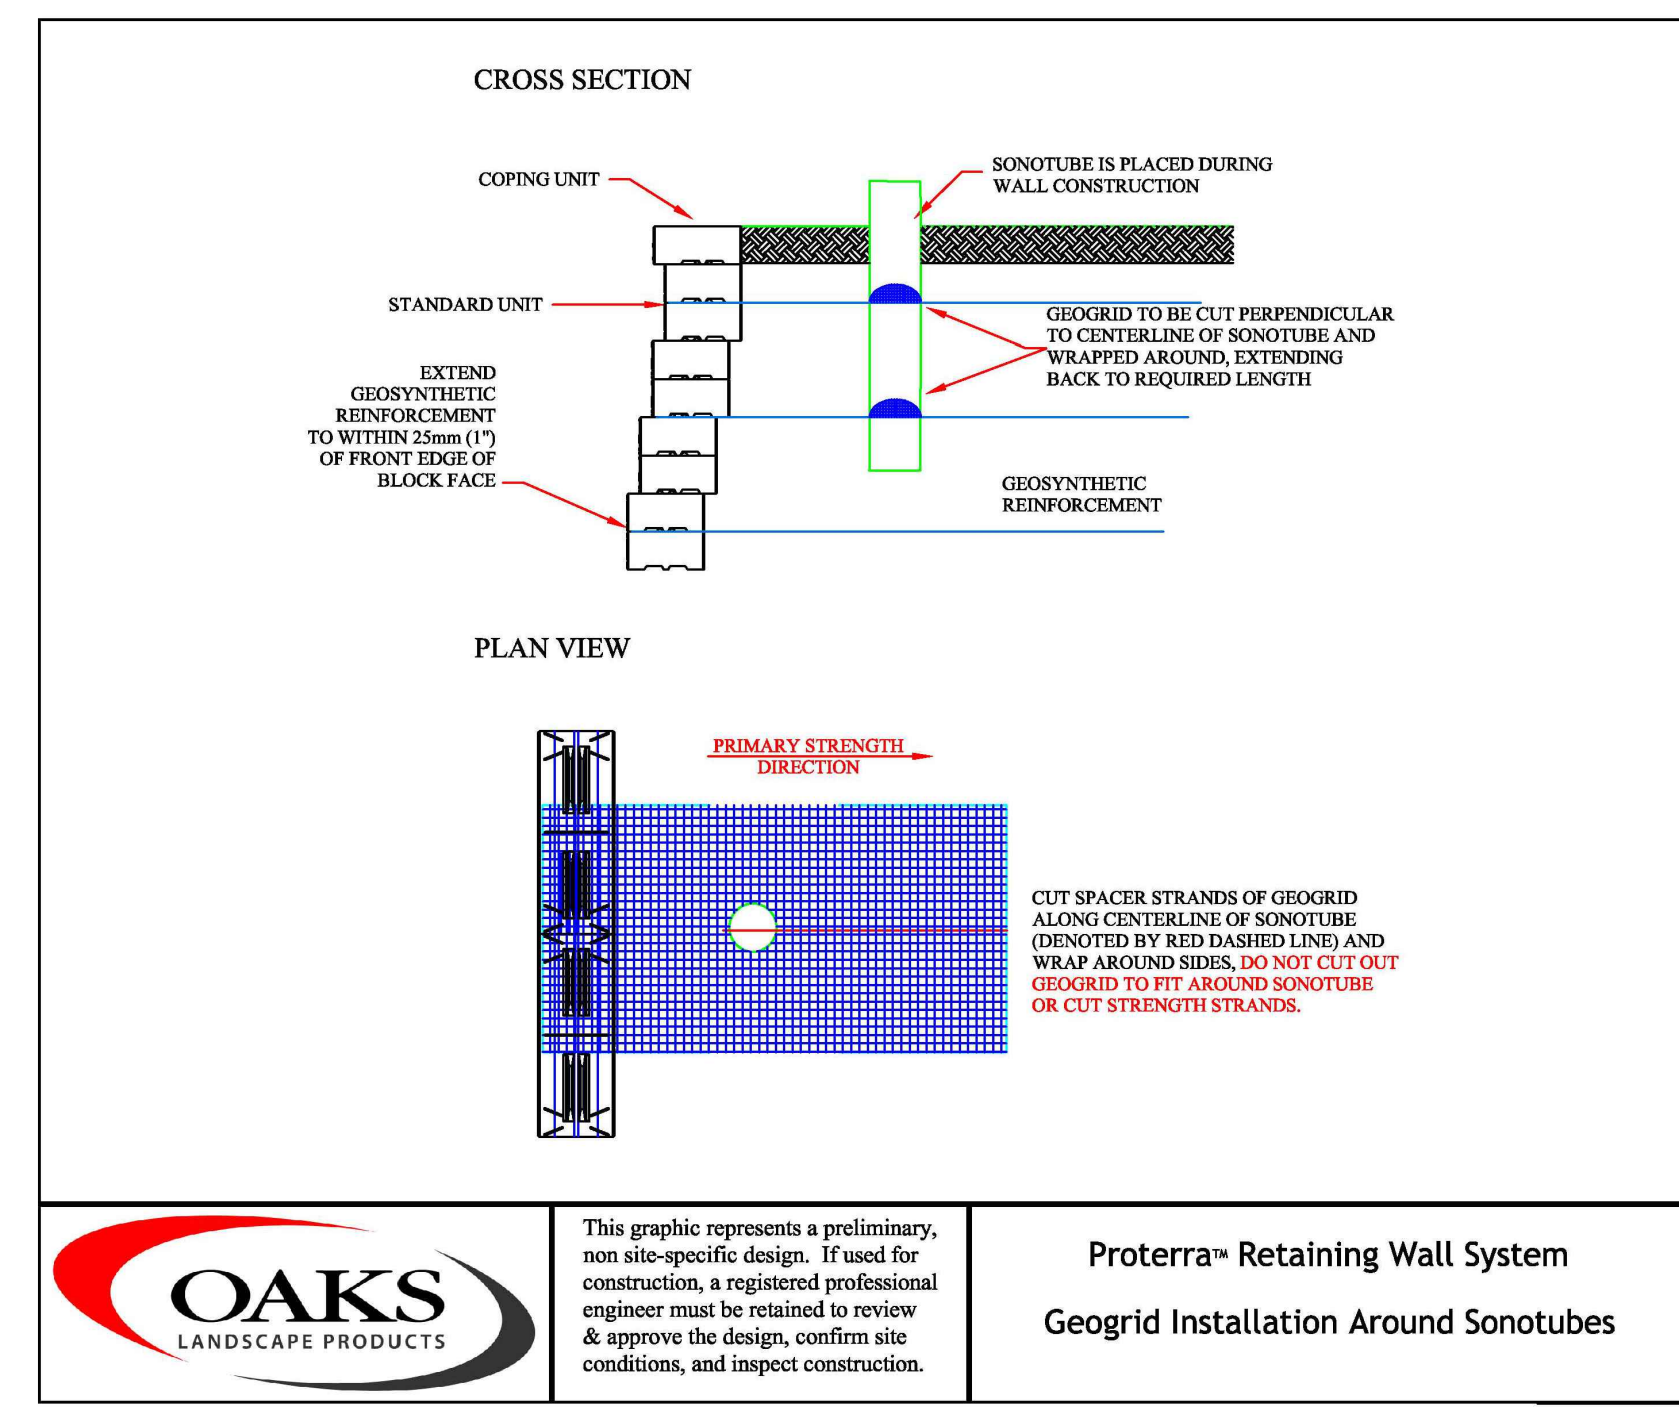 CROSS SECTION
COPING UNIT
SONOTUBE IS PLACED DURING
WALL CONSTRUCTION
STANDARD UNIT
GEOGRID TO BE CUT PERPENDICULAR
TO CENTERLINE OF SONOTUBE AND
WRAPPED AROUND, EXTENDING
BACK TO REQUIRED LENGTH
EXTEND
GEOSYNTHETIC
REINFORCEMENT
TO WITHIN 25mm (1")
OF FRONT EDGE OF
BLOCK FACE
GEOSYNTHETIC
REINFORCEMENT
PLAN VIEW
PRIMARY STRENGTH
DIRECTION
CUT SPACER STRANDS OF GEOGRID
ALONG CENTERLINE OF SONOTUBE
(DENOTED BY RED DASHED LINE) AND
WRAP AROUND SIDES, DO NOT CUT OUT
GEOGRID TO FIT AROUND SONOTUBE
OR CUT STRENGTH STRANDS.
OAKS
LANDSCAPE PRODUCTS
This graphic represents a preliminary,
non site-specific design. If used for
construction, a registered professional
engineer must be retained to review
& approve the design, confirm site
conditions, and inspect construction.
Proterra™ Retaining Wall System
Geogrid Installation Around Sonotubes